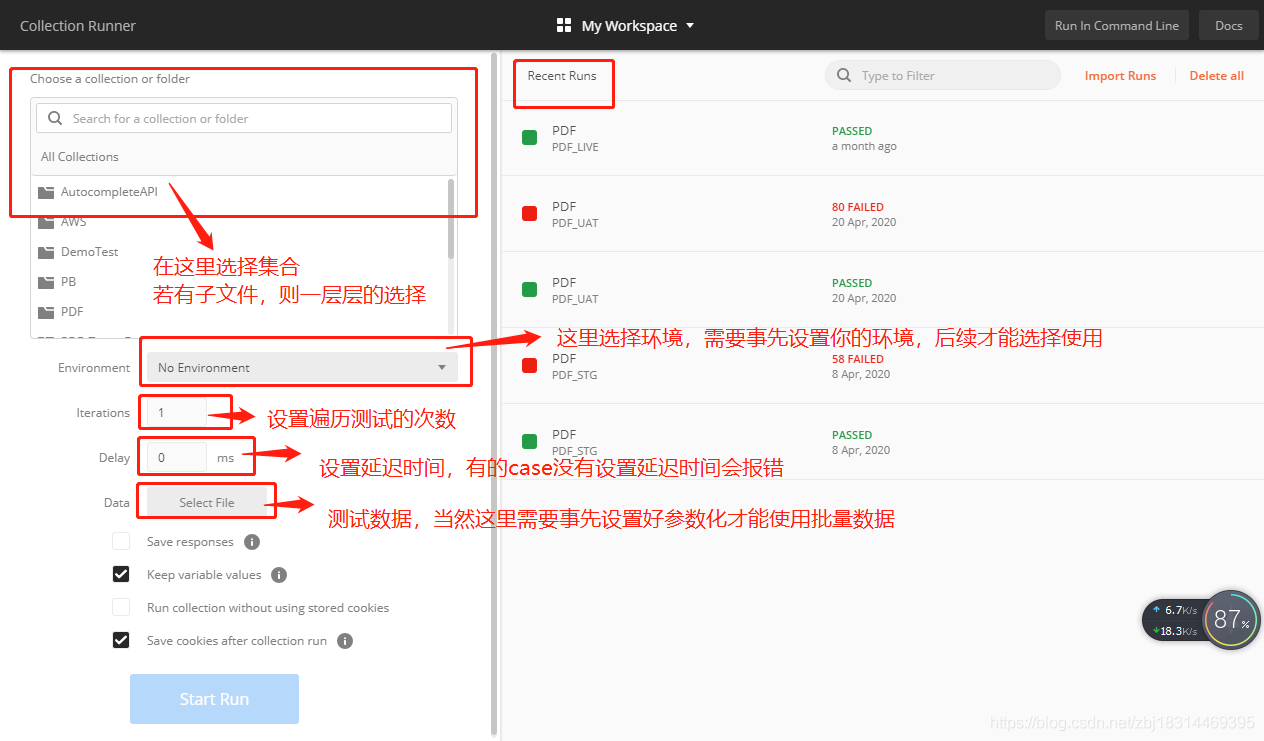 Collection Runner
My Workspace
Run In Command Line
Docs
Choose a collection or folder
Search for a collection or folder
All Collections
AutocompleteAPI
AWS
DemoTest
PB
PDF
在这里选择集合
若有子文件，则一层层的选择
Environment
No Environment
这里选择环境，需要事先设置你的环境，后续才能选择使用
Iterations
1
设置遍历测试的次数
Delay
0
ms
设置延迟时间，有的case没有设置延迟时间会报错
Data
Select File
测试数据，当然这里需要事先设置好参数化才能使用批量数据
Save responses
Keep variable values
Run collection without using stored cookies
Save cookies after collection run
Start Run
Recent Runs
Type to Filter
Import Runs
Delete all
PDF
PDF_LIVE
PASSED
a month ago
PDF
PDF_UAT
80 FAILED
20 Apr, 2020
PDF
PDF_UAT
PASSED
20 Apr, 2020
PDF
PDF_STG
58 FAILED
8 Apr, 2020
PDF
PDF_STG
PASSED
8 Apr, 2020
6.7K/s
18.3K/s
87%
https://blog.csdn.net/zbj18314469395